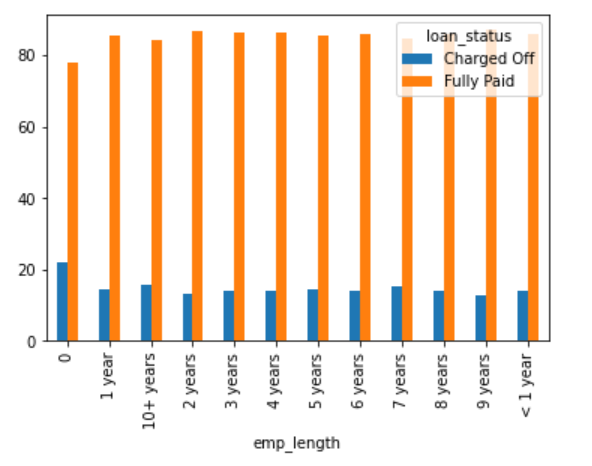 loan_status
Charged Off
Fully Paid
80
60
40
20
0
0
1 year
10+ years
2 years
3 years
4 years
5 years
6 years
7 years
8 years
9 years
< 1 year
emp_length